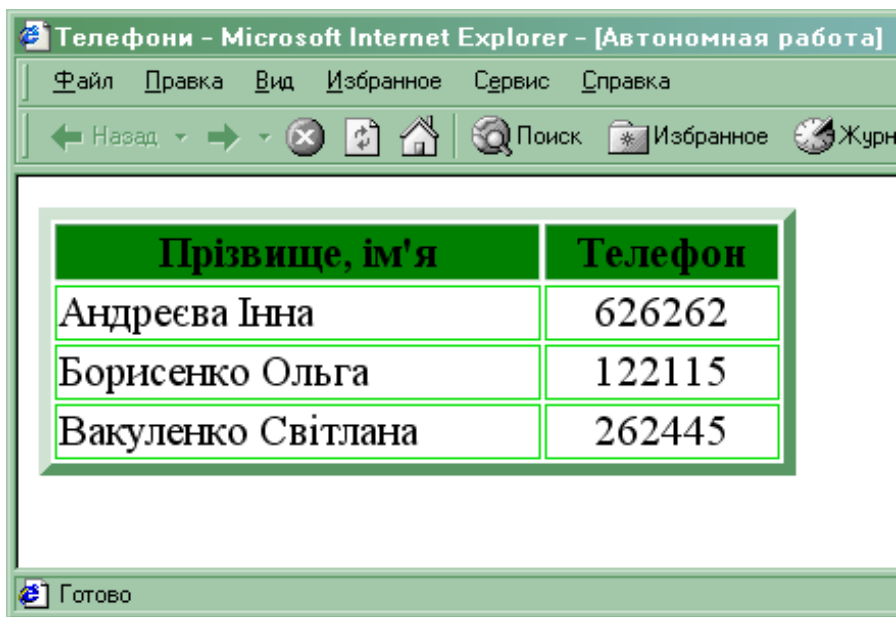 Телефони - Microsoft Internet Explorer - [Автономная работа]
Файл Правка Вид Избранное Сервис Справка
Назад Поиск Избранное Журн
Прізвище, ім'я Телефон
Андреєва Інна 626262
Борисенко Ольга 122115
Вакуленко Світлана 262445
Готово